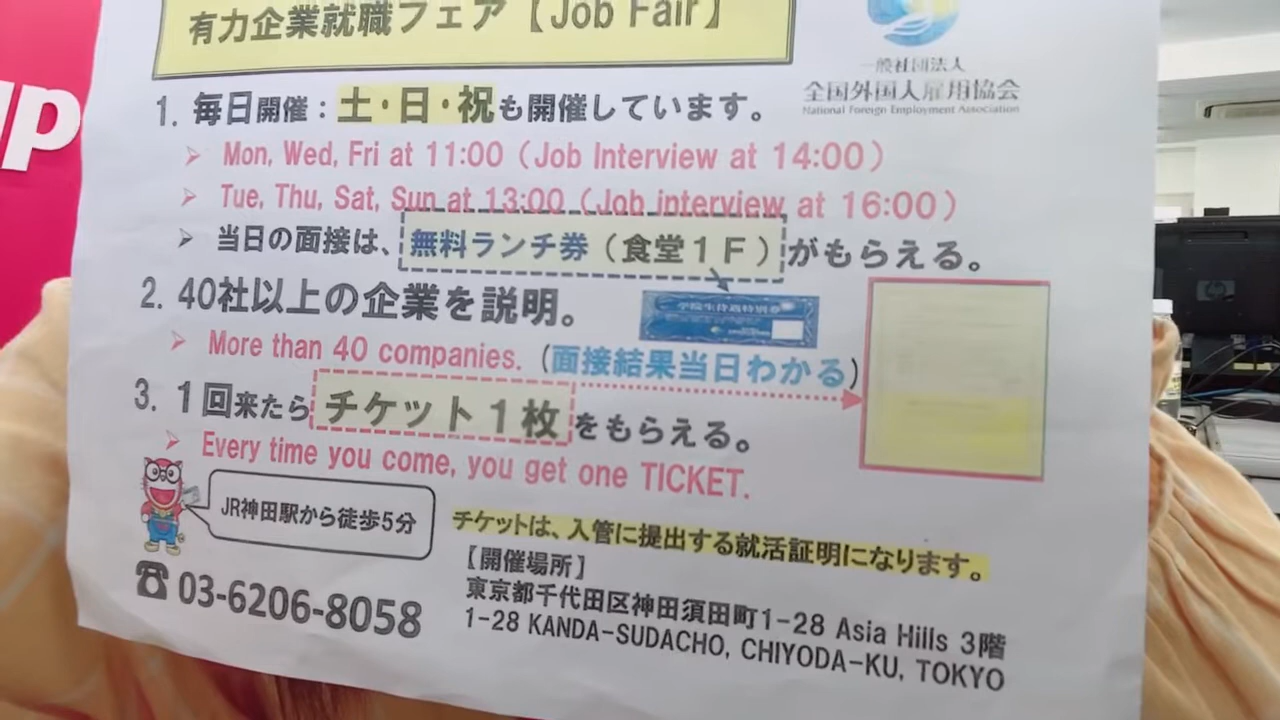 up
有力企業就職フェア【Job Fair】
一般社団法人
全国外国人雇用協会
National Foreign Employment Association
1. 毎日開催：土・日・祝も開催しています。
➢ Mon, Wed, Fri at 11:00（Job Interview at 14:00）
➢ Tue, Thu, Sat, Sun at 13:00（Job interview at 16:00）
➢ 当日の面接は、無料ランチ券（食堂１Ｆ）がもらえる。
2. 40社以上の企業を説明。
➢ More than 40 companies.（面接結果当日わかる）
3. １回来たらチケット１枚をもらえる。
➢ Every time you come, you get one TICKET.
JR神田駅から徒歩5分
チケットは、入管に提出する就活証明になります。
【開催場所】
☎ 03-6206-8058
東京都千代田区神田須田町1-28 Asia Hills 3階
1-28 KANDA-SUDACHO, CHIYODA-KU, TOKYO